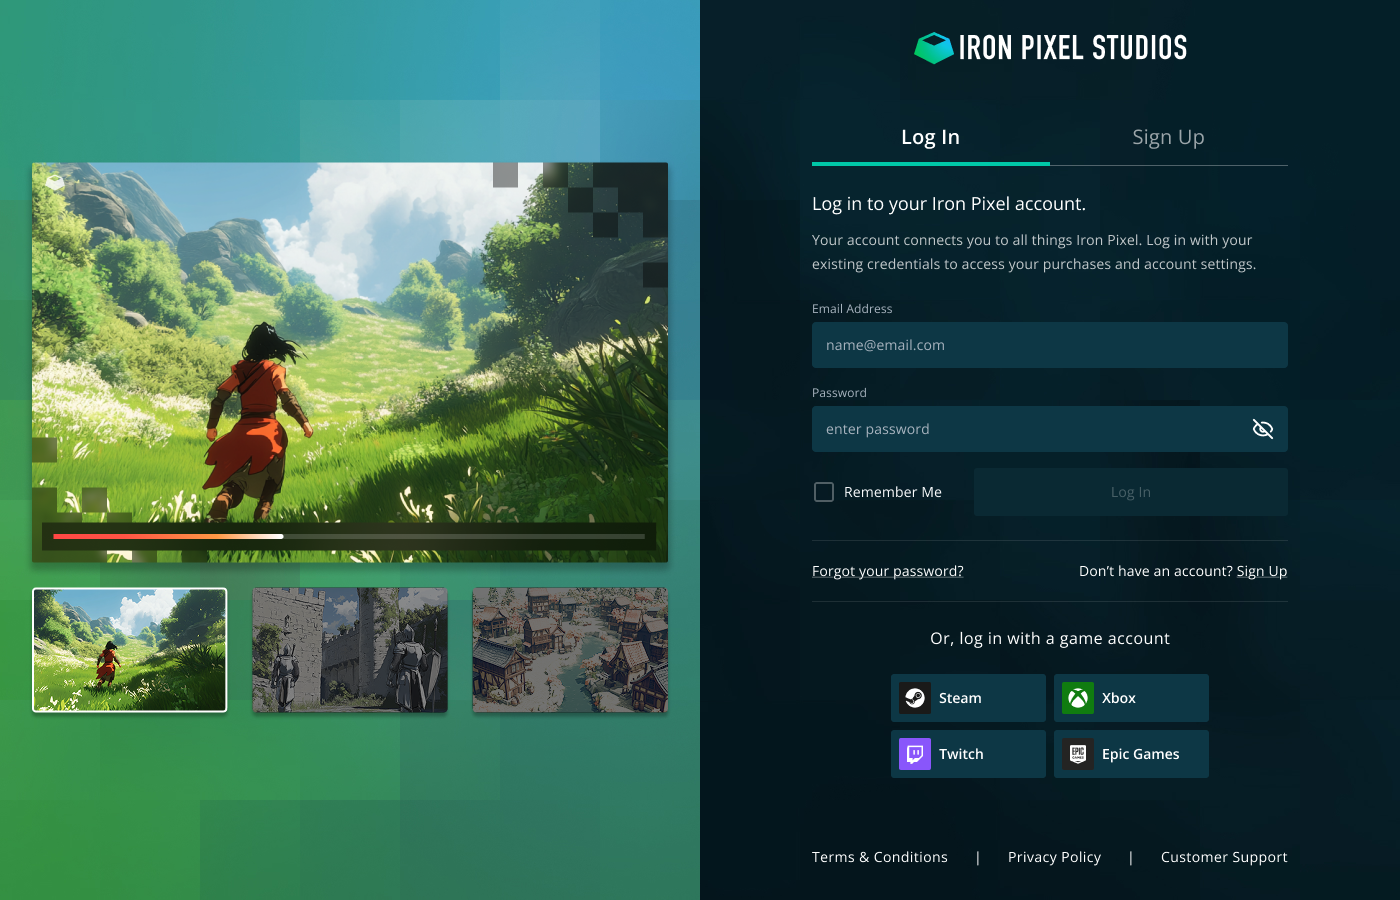 IRON PIXEL STUDIOS
Log In
Sign Up
Log in to your Iron Pixel account.
Your account connects you to all things Iron Pixel. Log in with your
existing credentials to access your purchases and account settings.
Email Address
name@email.com
Password
enter password
Remember Me
Log In
Forgot your password?
Don't have an account? Sign Up
Or, log in with a game account
Steam
Xbox
Twitch
EPIC
GAMES
Epic Games
Terms & Conditions | Privacy Policy | Customer Support